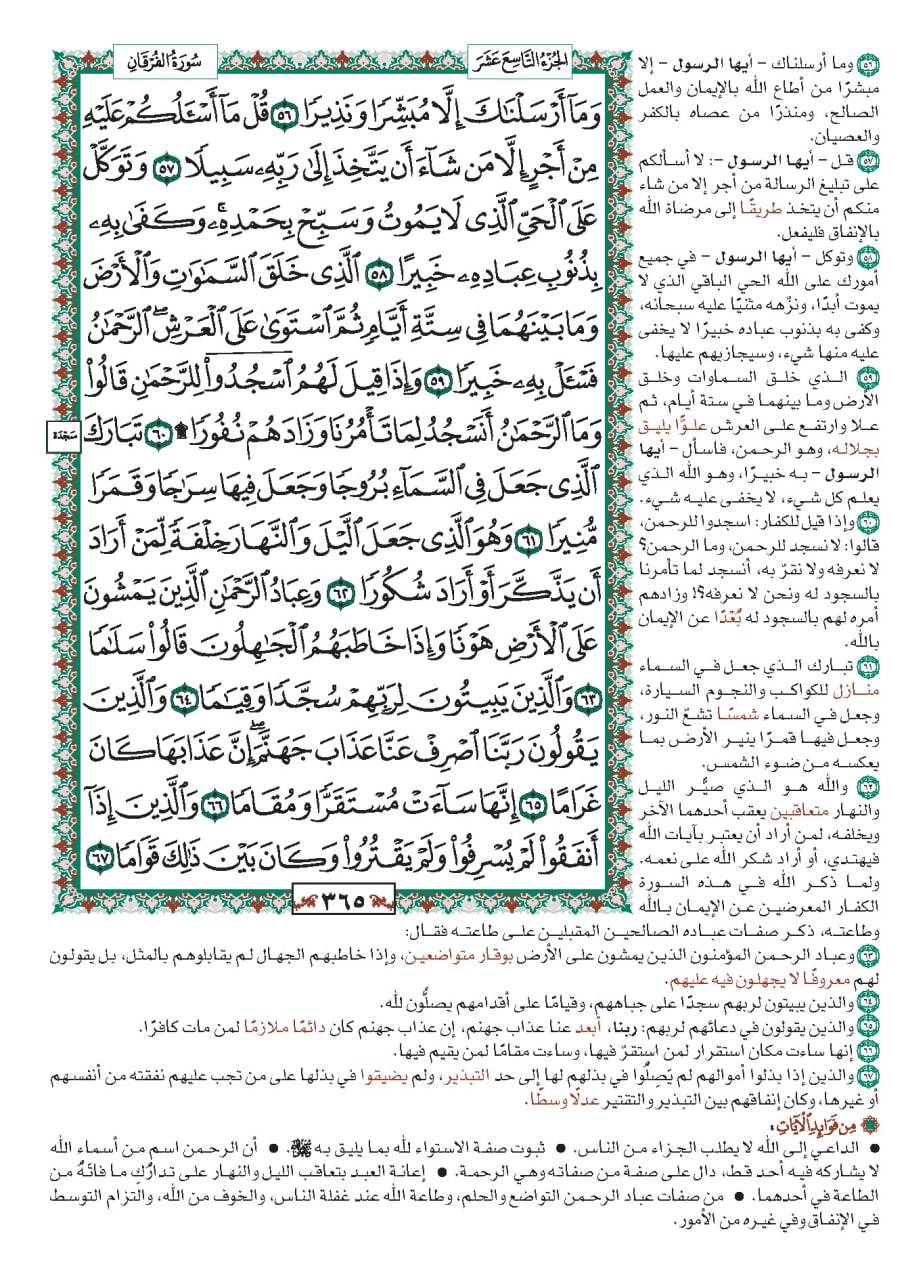 سُورَةُ الفُرْقَانِ
الجُزْءُ التَّاسِعَ عَشَرَ
وَمَآ أَرْسَلْنَٰكَ إِلَّا مُبَشِّرًا وَنَذِيرًا ٥٦ قُلْ مَآ أَسْـَٔلُكُمْ عَلَيْهِ
مِنْ أَجْرٍ إِلَّا مَن شَآءَ أَن يَتَّخِذَ إِلَىٰ رَبِّهِۦ سَبِيلًا ٥٧ وَتَوَكَّلْ
عَلَى ٱلْحَيِّ ٱلَّذِى لَا يَمُوتُ وَسَبِّحْ بِحَمْدِهِۦۚ وَكَفَىٰ بِهِۦ
بِذُنُوبِ عِبَادِهِۦ خَبِيرًا ٥٨ ٱلَّذِى خَلَقَ ٱلسَّمَٰوَٰتِ وَٱلْأَرْضَ
وَمَا بَيْنَهُمَا فِى سِتَّةِ أَيَّامٍ ثُمَّ ٱسْتَوَىٰ عَلَى ٱلْعَرْشِۖ ٱلرَّحْمَٰنُ
فَسْـَٔلْ بِهِۦ خَبِيرًا ٥٩ وَإِذَا قِيلَ لَهُمُ ٱسْجُدُوا۟ لِلرَّحْمَٰنِ قَالُوا۟
وَمَا ٱلرَّحْمَٰنُ أَنَسْجُدُ لِمَا تَأْمُرُنَا وَزَادَهُمْ نُفُورًا ۩ ٦٠ تَبَارَكَ
سَجْدَة
ٱلَّذِى جَعَلَ فِى ٱلسَّمَآءِ بُرُوجًا وَجَعَلَ فِيهَا سِرَٰجًا وَقَمَرًا
مُّنِيرًا ٦١ وَهُوَ ٱلَّذِى جَعَلَ ٱلَّيْلَ وَٱلنَّهَارَ خِلْفَةً لِّمَنْ أَرَادَ
أَن يَذَّكَّرَ أَوْ أَرَادَ شُكُورًا ٦٢ وَعِبَادُ ٱلرَّحْمَٰنِ ٱلَّذِينَ يَمْشُونَ
عَلَى ٱلْأَرْضِ هَوْنًا وَإِذَا خَاطَبَهُمُ ٱلْجَٰهِلُونَ قَالُوا۟ سَلَٰمًا
٦٣ وَٱلَّذِينَ يَبِيتُونَ لِرَبِّهِمْ سُجَّدًا وَقِيَٰمًا ٦٤ وَٱلَّذِينَ
يَقُولُونَ رَبَّنَا ٱصْرِفْ عَنَّا عَذَابَ جَهَنَّمَۖ إِنَّ عَذَابَهَا كَانَ
غَرَامًا ٦٥ إِنَّهَا سَآءَتْ مُسْتَقَرًّا وَمُقَامًا ٦٦ وَٱلَّذِينَ إِذَآ
أَنفَقُوا۟ لَمْ يُسْرِفُوا۟ وَلَمْ يَقْتُرُوا۟ وَكَانَ بَيْنَ ذَٰلِكَ قَوَامًا ٦٧
٣٦٥
٥٦ وما أرسلناك – أيها الرسول – إلا
مبشرًا من أطاع الله بالإيمان والعمل
الصالح، ومنذرًا من عصاه بالكفر
والعصيان.
٥٧ قل – أيها الرسول –: لا أسألكم
على تبليغ الرسالة من أجر إلا من شاء
منكم أن يتخذ طريقًا إلى مرضاة الله
بالإنفاق فليفعل.
٥٨ وتوكل – أيها الرسول – في جميع
أمورك على الله الحي الباقي الذي لا
يموت أبدًا، ونزّهه مثنيًا عليه سبحانه،
وكفى به بذنوب عباده خبيرًا لا يخفى
عليه منها شيء، وسيجازيهم عليها.
٥٩ الذي خلق السماوات وخلق
الأرض وما بينهما في ستة أيام، ثم
علا وارتفع على العرش علوًّا يليق
بجلاله، وهو الرحمن، فاسأل – أيها
الرسول – به خبيرًا، وهو الله الذي
يعلم كل شيء، لا يخفى عليه شيء.
٦٠ وإذا قيل للكفار: اسجدوا للرحمن،
قالوا: لا نسجد للرحمن، وما الرحمن؟
لا نعرفه ولا نقرّ به، أنسجد لما تأمرنا
بالسجود له ونحن لا نعرفه؟! وزادهم
أمره لهم بالسجود له بُعْدًا عن الإيمان
بالله.
٦١ تبارك الذي جعل في السماء
منازل للكواكب والنجوم السيارة،
وجعل في السماء شمسًا تشعّ النور،
وجعل فيها قمرًا ينير الأرض بما
يعكسه من ضوء الشمس.
٦٢ والله هو الذي صيَّر الليل
والنهار متعاقبين يعقب أحدهما الآخر
ويخلفه، لمن أراد أن يعتبر بآيات الله
فيهتدي، أو أراد شكر الله على نعمه.
ولما ذكر الله في هذه السورة
الكفار المعرضين عن الإيمان بالله
وطاعته، ذكر صفات عباده الصالحين المقبلين على طاعته فقال:
٦٣ وعباد الرحمن المؤمنون الذين يمشون على الأرض بوقار متواضعين، وإذا خاطبهم الجهال لم يقابلوهم بالمثل، بل يقولون
لهم معروفًا لا يجهلون فيه عليهم.
٦٤ والذين يبيتون لربهم سجدًا على جباههم، وقيامًا على أقدامهم يصلُّون لله.
٦٥ والذين يقولون في دعائهم لربهم: ربنا، أبعد عنا عذاب جهنم، إن عذاب جهنم كان دائمًا ملازمًا لمن مات كافرًا.
٦٦ إنها ساءت مكان استقرار لمن استقرّ فيها، وساءت مقامًا لمن يقيم فيها.
٦٧ والذين إذا بذلوا أموالهم لم يَصِلُوا في بذلهم لها إلى حد التبذير، ولم يضيقوا في بذلها على من تجب عليهم نفقته من أنفسهم
أو غيرها، وكان إنفاقهم بين التبذير والتقتير عدلًا وسطًا.
مِن فَوَابِدِ ٱلْآيَاتِ:
• الداعي إلى الله لا يطلب الجزاء من الناس. • ثبوت صفة الاستواء لله بما يليق به ﷻ. • أن الرحمن اسم من أسماء الله
لا يشاركه فيه أحد قط، دال على صفة من صفاته وهي الرحمة. • إعانة العبد بتعاقب الليل والنهار على تدارُكِ ما فاتَهُ من
الطاعة في أحدهما. • من صفات عباد الرحمن التواضع والحلم، وطاعة الله عند غفلة الناس، والخوف من الله، والتزام التوسط
في الإنفاق وفي غيره من الأمور.